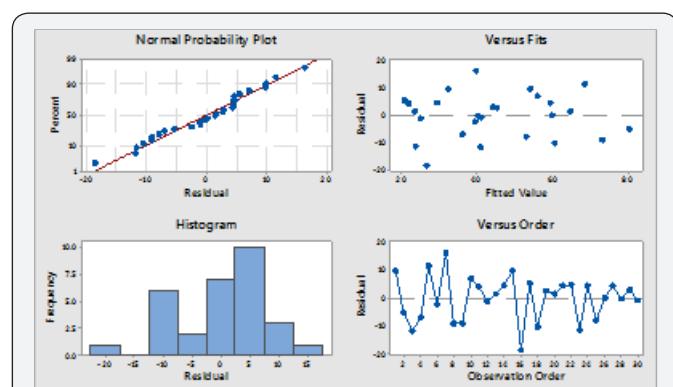 Normal Probability Plot
99
90
50
10
1
Percent
-20 -10 0 10 20
Residual
Versus Fits
20
10
0
-10
-20
Residual
20 40 60 80
Fitted Value
Histogram
10.0
7.5
5.0
2.5
0.0
Frequency
-20 -15 -10 -5 0 5 10 15
Residual
Versus Order
20
10
0
-10
-20
Residual
2 4 6 8 10 12 14 16 18 20 22 24 26 28 30
Observation Order